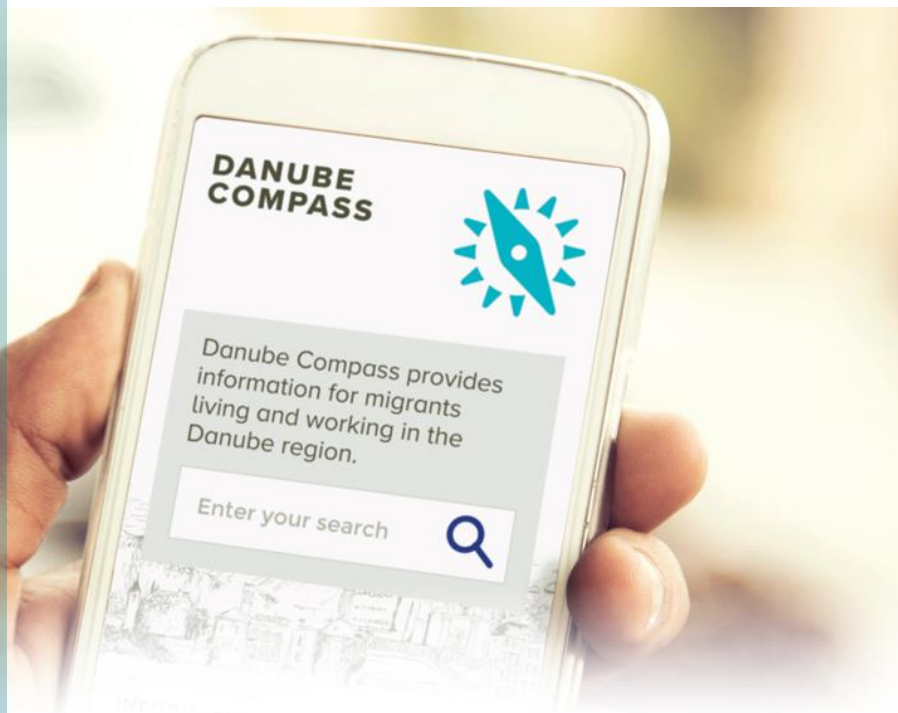 DANUBE
COMPASS
Danube Compass provides
information for migrants
living and working in the
Danube region.
Enter your search